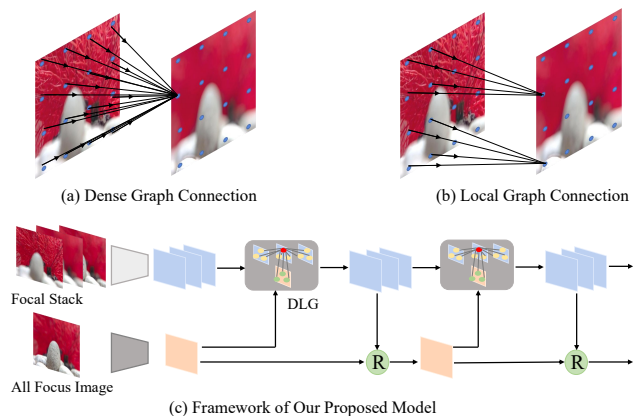 (a) Dense Graph Connection
(b) Local Graph Connection
Focal Stack
DLG
All Focus Image
R
R
(c) Framework of Our Proposed Model